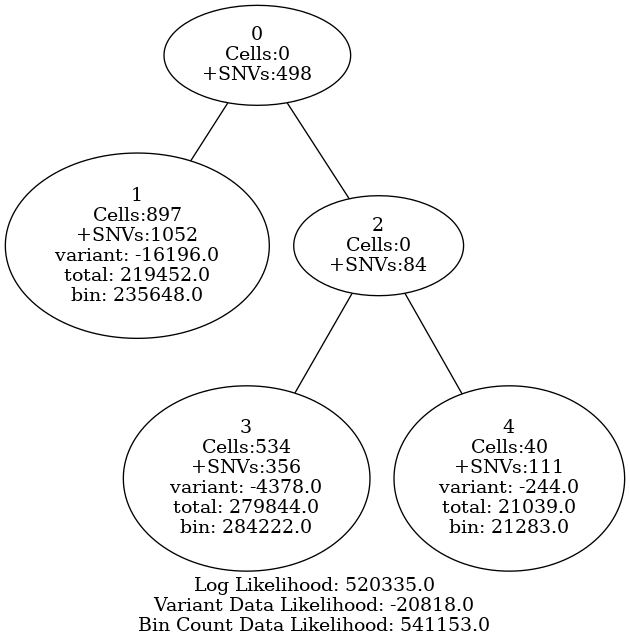 0
Cells:0
+SNVs:498
1
Cells:897
+SNVs:1052
variant: -16196.0
total: 219452.0
bin: 235648.0
2
Cells:0
+SNVs:84
3
Cells:534
+SNVs:356
variant: -4378.0
total: 279844.0
bin: 284222.0
4
Cells:40
+SNVs:111
variant: -244.0
total: 21039.0
bin: 21283.0
Log Likelihood: 520335.0
Variant Data Likelihood: -20818.0
Bin Count Data Likelihood: 541153.0